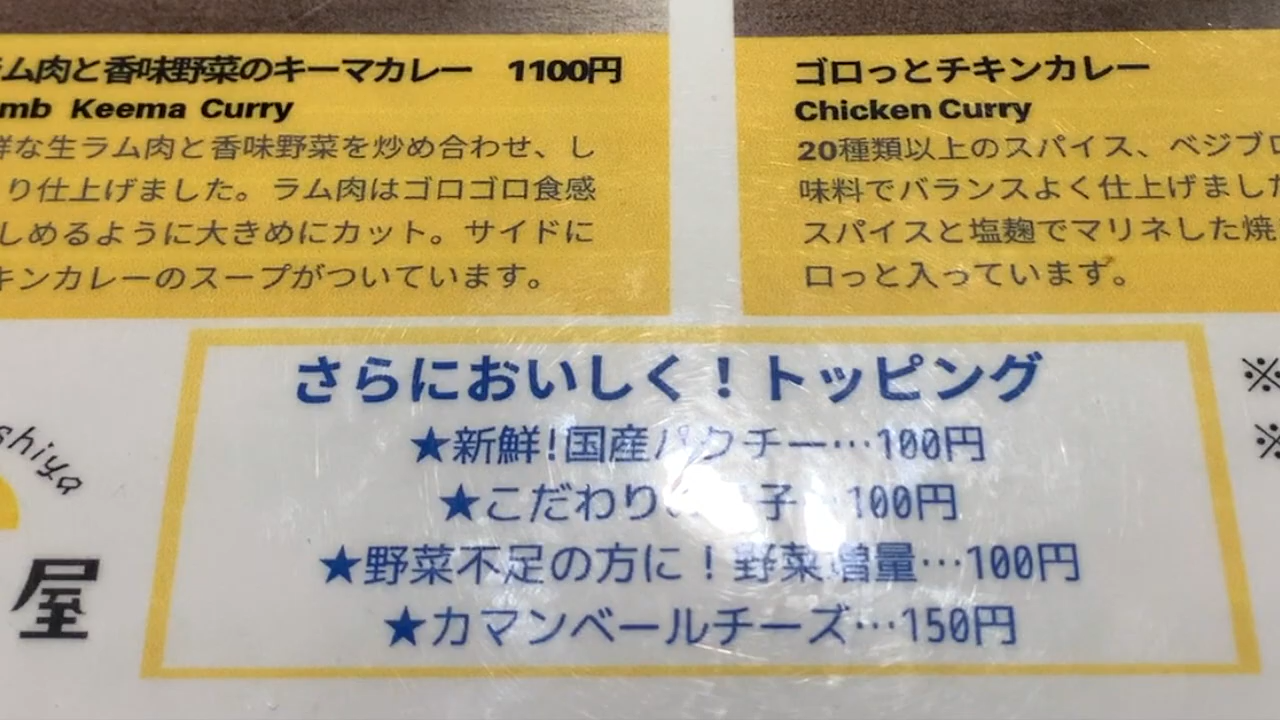 ラム肉と香味野菜のキーマカレー 1100円
mb Keema Curry
鮮な生ラム肉と香味野菜を炒め合わせ、し
り仕上げました。ラム肉はゴロゴロ食感
しめるように大きめにカット。サイドに
キンカレーのスープがついています。
ゴロっとチキンカレー
Chicken Curry
20種類以上のスパイス、ベジブロ
味料でバランスよく仕上げました
スパイスと塩麹でマリネした焼
ロっと入っています。
さらにおいしく！トッピング
★新鮮!国産パクチー…100円
★こだわり 子 100円
★野菜不足の方に！野菜増量…100円
★カマンベールチーズ…150円
※
※
shiya
屋